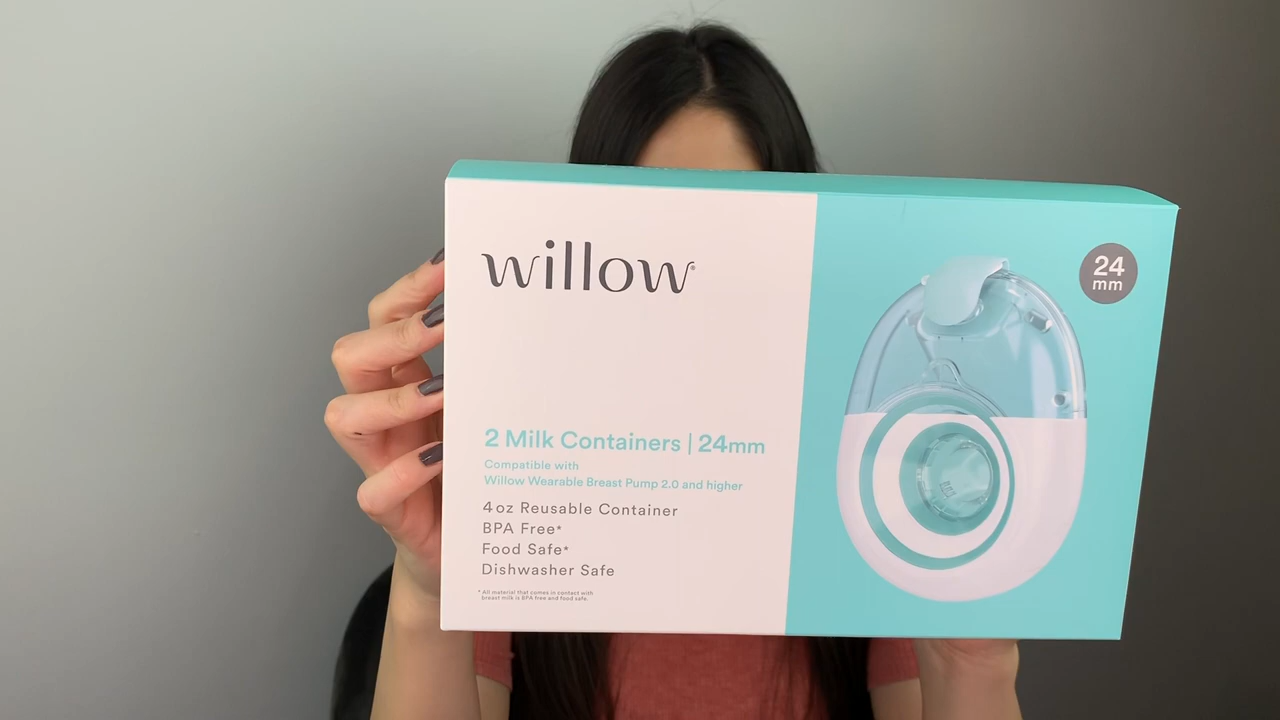 willow®
2 Milk Containers | 24mm
Compatible with
Willow Wearable Breast Pump 2.0 and higher
4 oz Reusable Container
BPA Free*
Food Safe*
Dishwasher Safe
* All material that comes in contact with
breast milk is BPA free and food safe.
24
mm